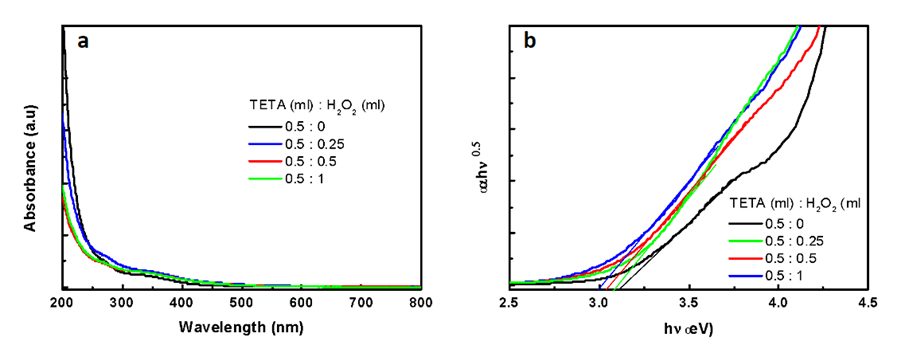 a
TETA (ml) : H₂O₂ (ml)
0.5 : 0
0.5 : 0.25
0.5 : 0.5
0.5 : 1
Absorbance (a.u)
200 300 400 500 600 700 800
Wavelength (nm)
b
αhν 0.5
TETA (ml) : H₂O₂ (ml
0.5 : 0
0.5 : 0.25
0.5 : 0.5
0.5 : 1
2.5 3.0 3.5 4.0 4.5
hν œeV)